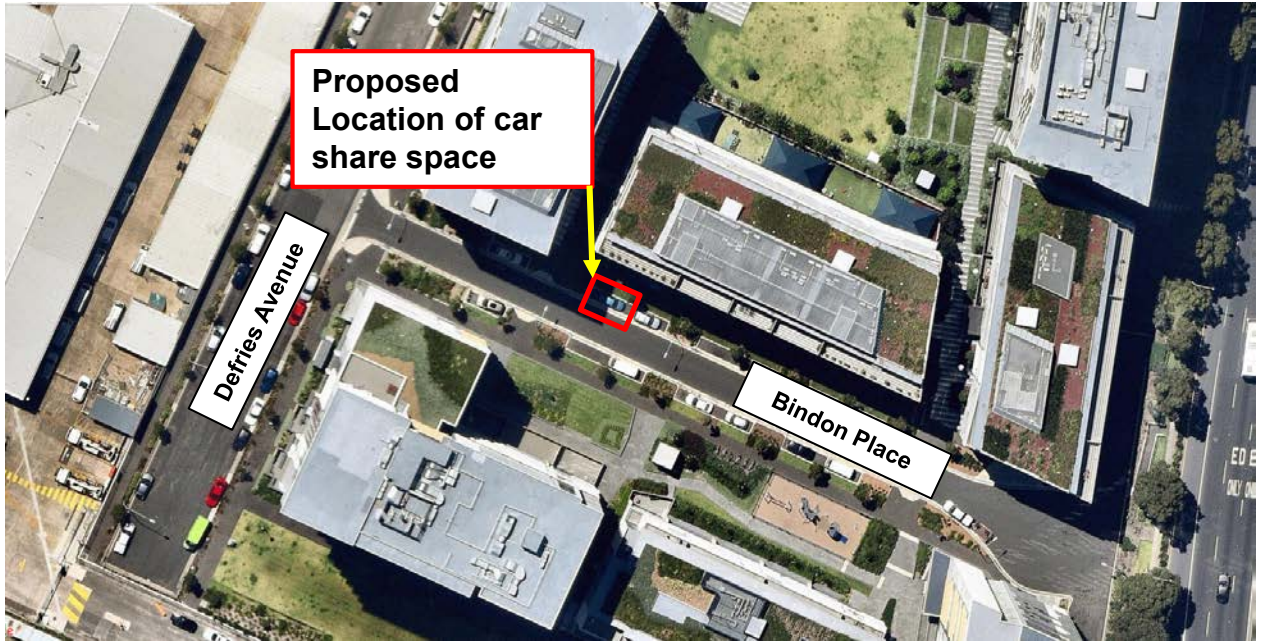 Proposed
Location of car
share space
Defries Avenue
Bindon Place